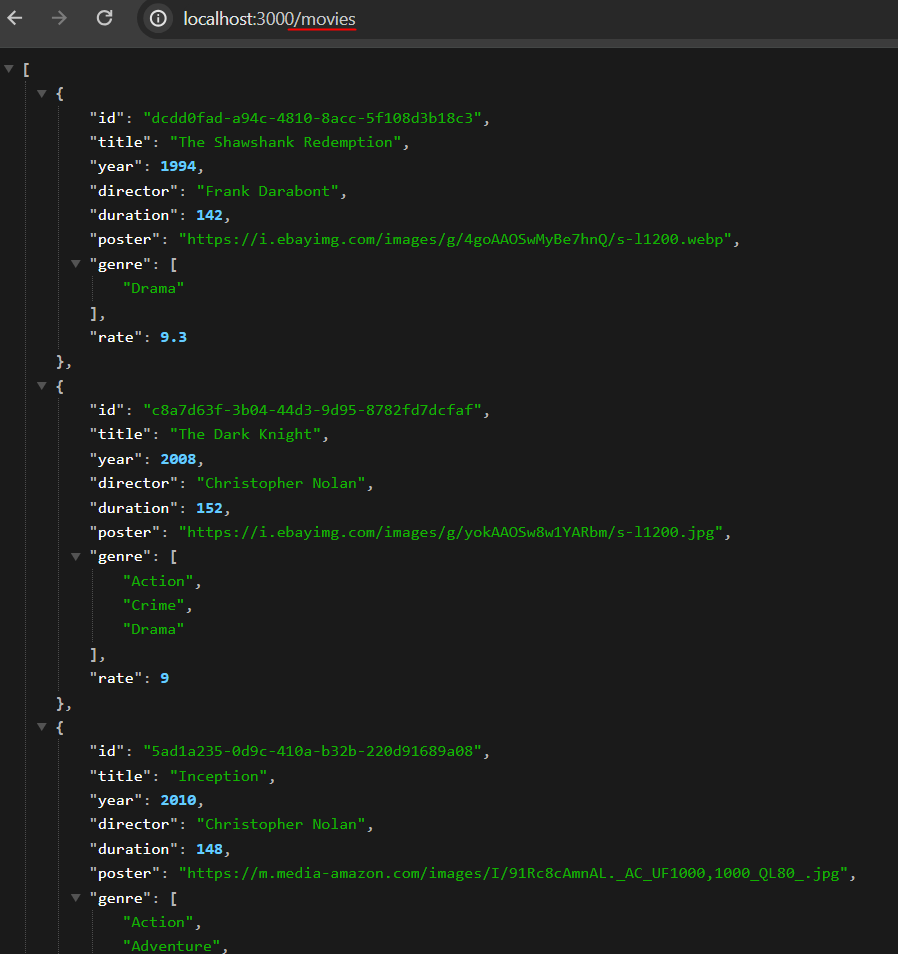 localhost:3000/movies
[
{
"id": "dcdd0fad-a94c-4810-8acc-5f108d3b18c3",
"title": "The Shawshank Redemption",
"year": 1994,
"director": "Frank Darabont",
"duration": 142,
"poster": "https://i.ebayimg.com/images/g/4goAAOSwMyBe7hnQ/s-l1200.webp",
"genre": [
"Drama"
],
"rate": 9.3
},
{
"id": "c8a7d63f-3b04-44d3-9d95-8782fd7dcfaf",
"title": "The Dark Knight",
"year": 2008,
"director": "Christopher Nolan",
"duration": 152,
"poster": "https://i.ebayimg.com/images/g/yokAAOSw8w1YARbm/s-l1200.jpg",
"genre": [
"Action",
"Crime",
"Drama"
],
"rate": 9
},
{
"id": "5ad1a235-0d9c-410a-b32b-220d91689a08",
"title": "Inception",
"year": 2010,
"director": "Christopher Nolan",
"duration": 148,
"poster": "https://m.media-amazon.com/images/I/91Rc8cAmnAL._AC_UF1000,1000_QL80_.jpg",
"genre": [
"Action",
"Adventure",